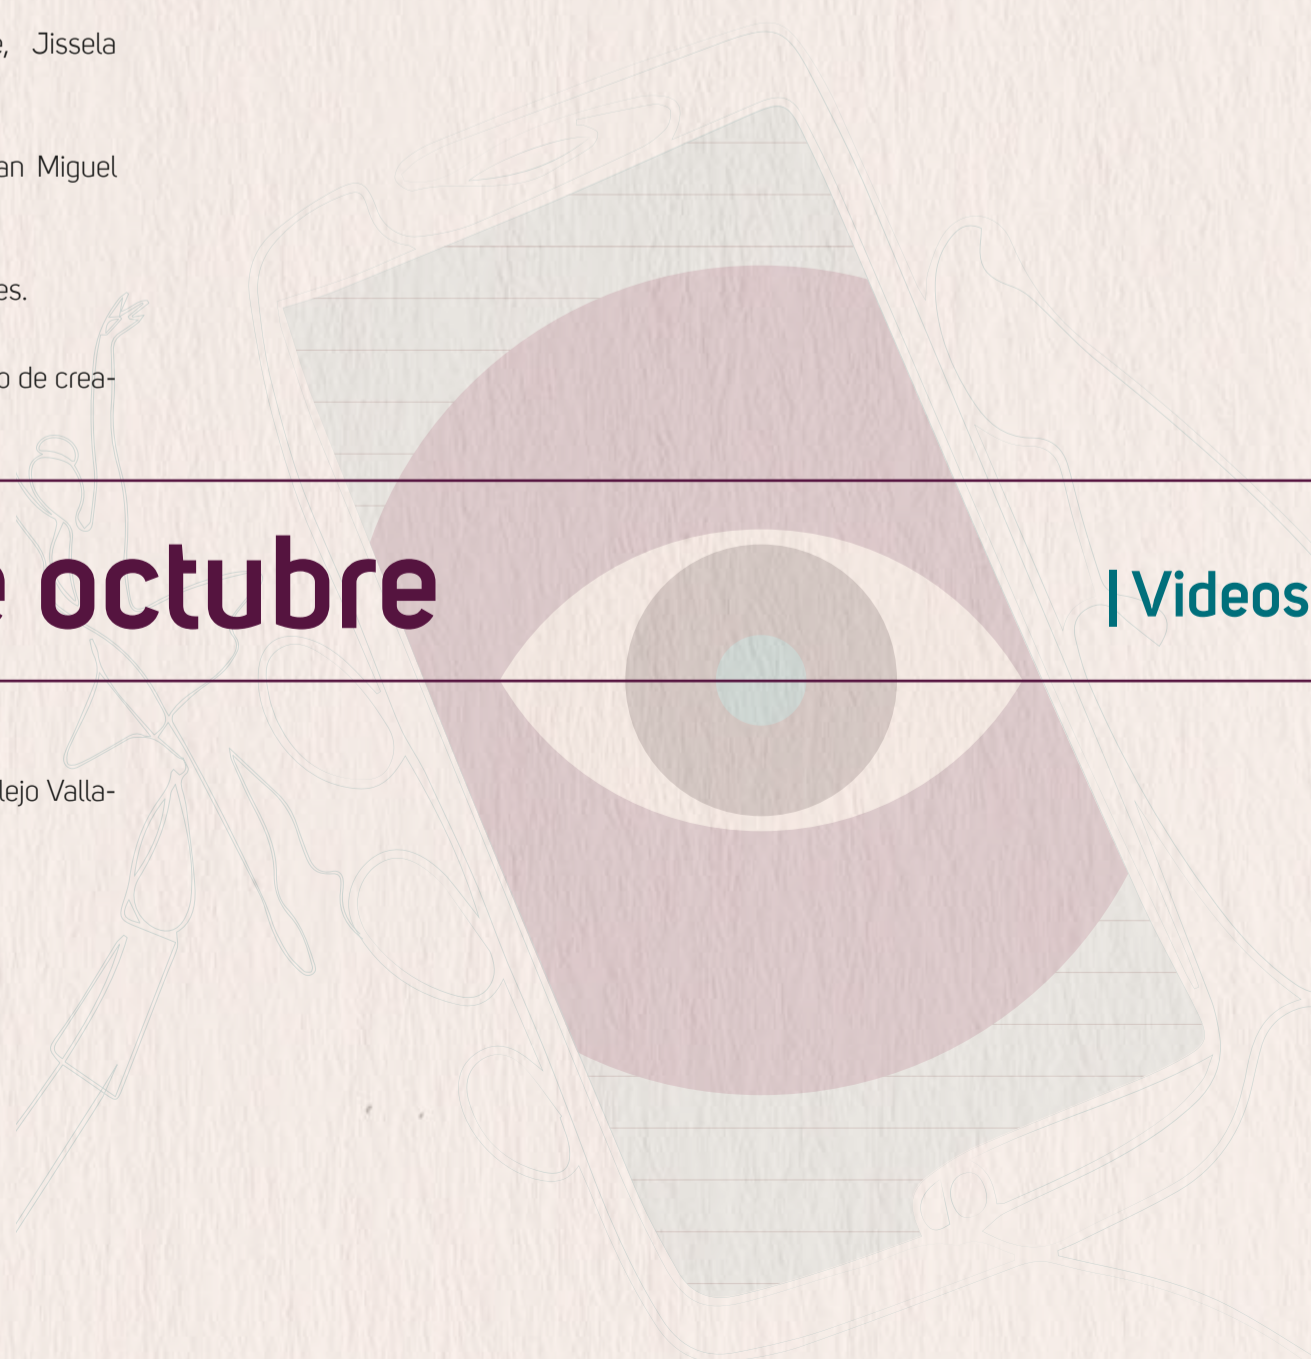 e, Jissela
an Miguel
es.
o de crea-
e octubre
| Videos
lejo Valla-